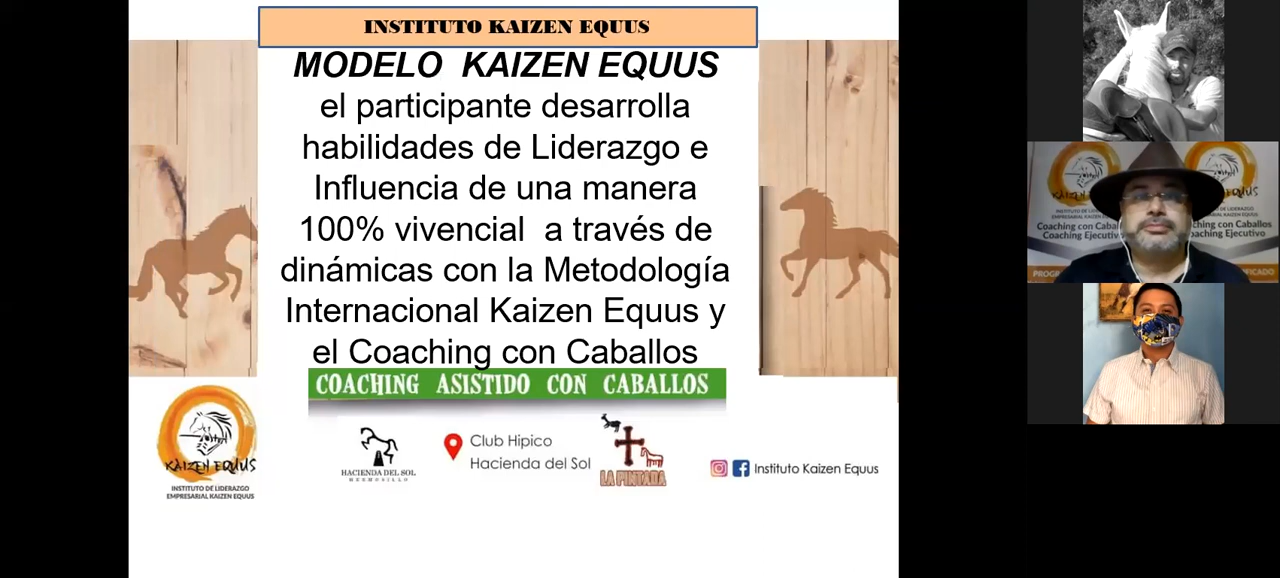 INSTITUTO KAIZEN EQUUS
MODELO KAIZEN EQUUS
el participante desarrolla
habilidades de Liderazgo e
Influencia de una manera
100% vivencial a través de
dinámicas con la Metodología
Internacional Kaizen Equus y
el Coaching con Caballos
COACHING ASISTIDO CON CABALLOS
KAIZEN EQUUS
INSTITUTO DE LIDERAZGO
EMPRESARIAL KAIZEN EQUUS
HACIENDA DEL SOL
HERMOSILLO
Club Hipico
Hacienda del Sol
LA PINTADA
Instituto Kaizen Equus
Coaching Ejecutivo